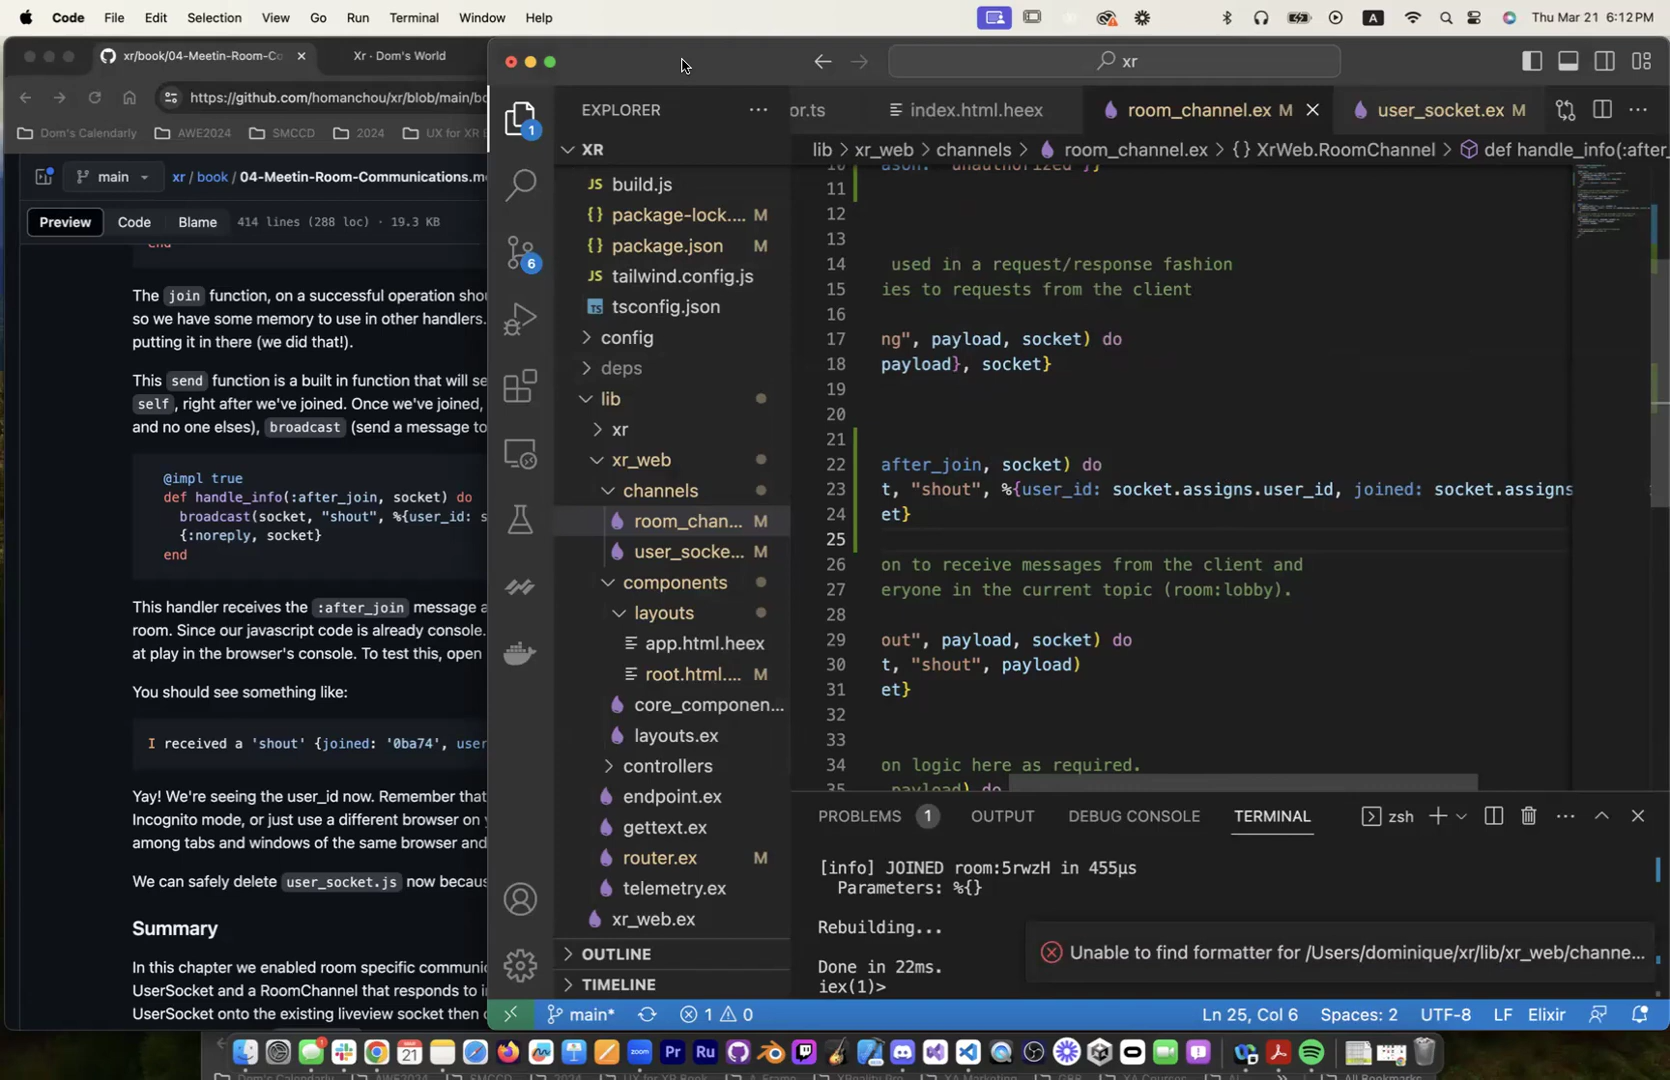 Code File Edit Selection View Go Run Terminal Window Help A Thu Mar 21 6:12 PM
xr/book/04-Meetin-Room-Co
Xr · Dom's World
https://github.com/homanchou/xr/blob/main/bo
Dom's Calendarly AWE2024 SMCCD 2024 UX for XR B
main
xr / book / 04-Meetin-Room-Communications.m
Preview Code Blame 414 lines (288 loc) · 19.3 KB
end
The join function, on a successful operation shou
so we have some memory to use in other handlers.
putting it in there (we did that!).
This send function is a built in function that will se
self, right after we've joined. Once we've joined,
and no one elses), broadcast (send a message to
@impl true
def handle_info(:after_join, socket) do
broadcast(socket, "shout", %{user_id: s
{:noreply, socket}
end
This handler receives the :after_join message a
room. Since our javascript code is already console.
at play in the browser's console. To test this, open
You should see something like:
I received a 'shout' {joined: '0ba74', user
Yay! We're seeing the user_id now. Remember that
Incognito mode, or just use a different browser on y
among tabs and windows of the same browser and
We can safely delete user_socket.js now becaus
Summary
In this chapter we enabled room specific communic
UserSocket and a RoomChannel that responds to i
UserSocket onto the existing liveview socket then c
xr
1
6
EXPLORER ···
XR
JS build.js
{} package-lock.... M
{} package.json M
JS tailwind.config.js
TS tsconfig.json
config
deps
lib
xr
xr_web
channels
room_chan... M
user_socke... M
components
layouts
app.html.heex
root.html.... M
core_componen...
layouts.ex
controllers
endpoint.ex
gettext.ex
router.ex M
telemetry.ex
xr_web.ex
OUTLINE
TIMELINE
or.ts index.html.heex room_channel.ex M user_socket.ex M ···
lib > xr_web > channels > room_channel.ex > {} XrWeb.RoomChannel > def handle_info(:after_
10 ason: "unauthorized"}}
11
12
13
14 used in a request/response fashion
15 ies to requests from the client
16
17 ng", payload, socket) do
18 payload}, socket}
19
20
21
22 after_join, socket) do
23 t, "shout", %{user_id: socket.assigns.user_id, joined: socket.assigns
24 et}
25
26 on to receive messages from the client and
27 eryone in the current topic (room:lobby).
28
29 out", payload, socket) do
30 t, "shout", payload)
31 et}
32
33
34 on logic here as required.
35 payload) do
PROBLEMS 1 OUTPUT DEBUG CONSOLE TERMINAL zsh ···
[info] JOINED room:5rwzH in 455µs
Parameters: %{}
Rebuilding...
Done in 22ms.
iex(1)>
Unable to find formatter for /Users/dominique/xr/lib/xr_web/channe...
main* 1 0 Ln 25, Col 6 Spaces: 2 UTF-8 LF Elixir
21 zoom Pr Ru